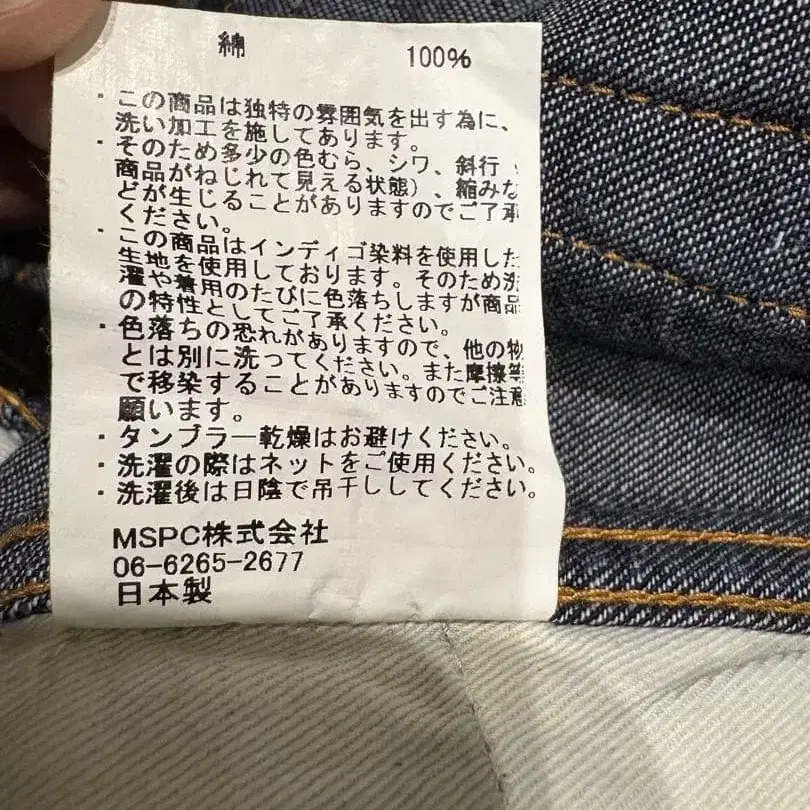 綿 100%
・この商品は独特の雰囲気を出す為に、
洗い加工を施してあります。
・そのため多少の色むら、シワ、斜行
商品がねじれて見える状態)、縮みな
どが生じることがありますのでご了承
ください。
・この商品はインディゴ染料を使用した
生地を使用しております。そのため洗
濯や着用のたびに色落ちしますが商品
の特性としてご了承ください。
・色落ちの恐れがありますので、他の物
とは別に洗ってください。また摩擦等
で移染することがありますのでご注意
願います。
・タンブラー乾燥はお避けください。
・洗濯の際はネットをご使用ください。
・洗濯後は日陰で吊干ししてください。
MSPC株式会社
06-6265-2677
日本製